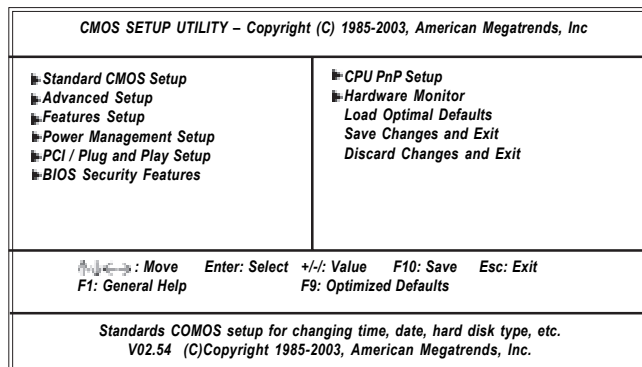 CMOS SETUP UTILITY – Copyright (C) 1985-2003, American Megatrends, Inc
Standard CMOS Setup
Advanced Setup
Features Setup
Power Management Setup
PCI / Plug and Play Setup
BIOS Security Features
CPU PnP Setup
Hardware Monitor
Load Optimal Defaults
Save Changes and Exit
Discard Changes and Exit
↑↓←→ : Move Enter: Select +/-/: Value F10: Save Esc: Exit
F1: General Help F9: Optimized Defaults
Standards COMOS setup for changing time, date, hard disk type, etc.
V02.54 (C)Copyright 1985-2003, American Megatrends, Inc.